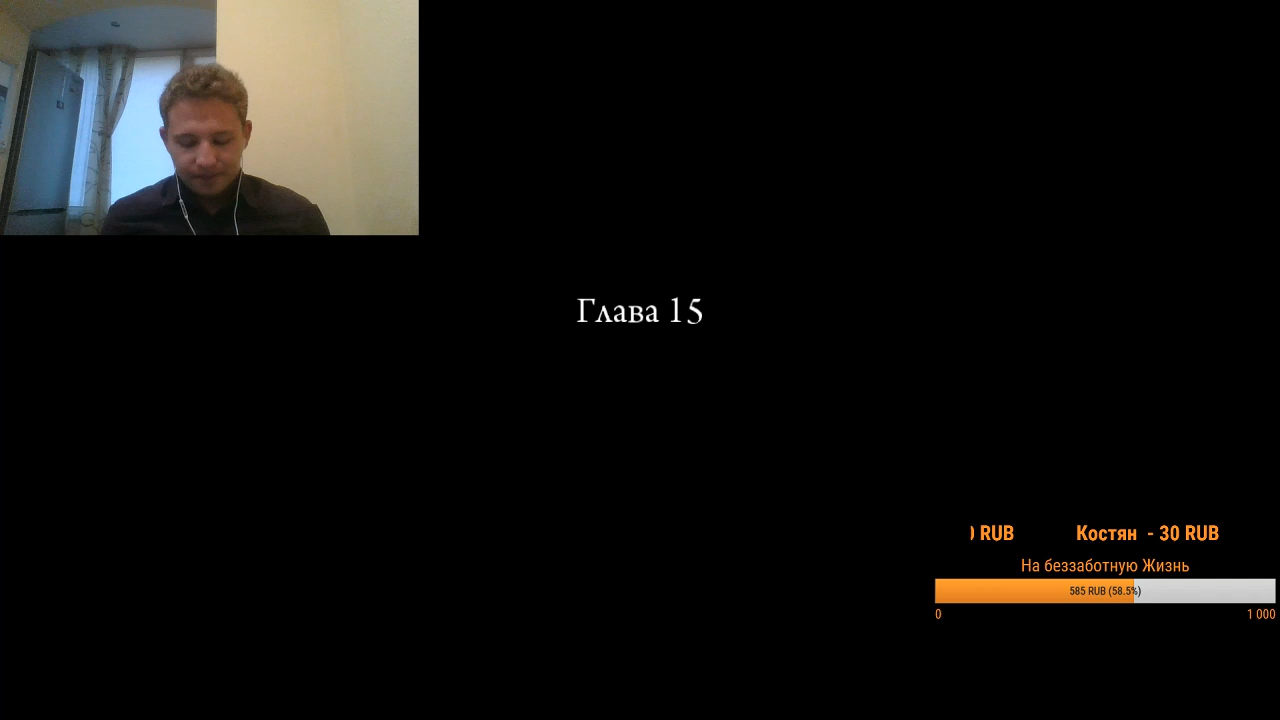 Глава 15
RUB Костян - 30 RUB
На беззаботную Жизнь
585 RUB (58.5%)
0 1 000